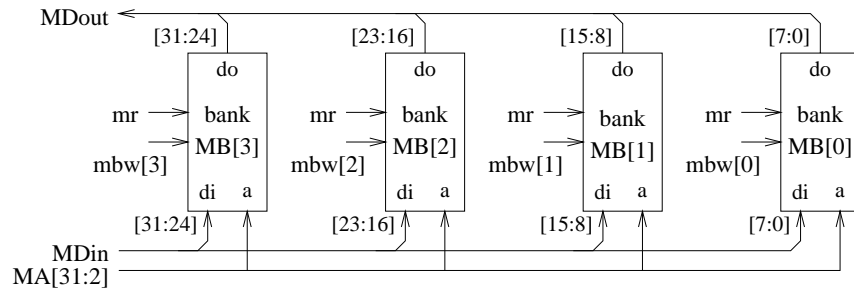 MDout
[31:24] [23:16] [15:8] [7:0]
do do do do
mr bank mr bank mr bank mr bank
mbw[3] MB[3] mbw[2] MB[2] mbw[1] MB[1] mbw[0] MB[0]
di a di a di a di a
[31:24] [23:16] [15:8] [7:0]
MDin
MA[31:2]